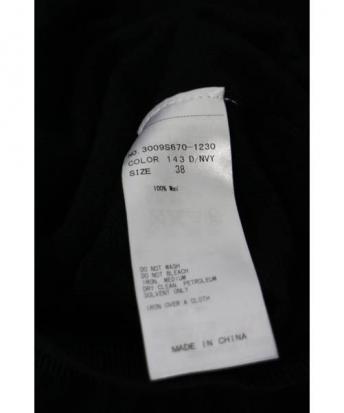 NO. 3009S670-1230
COLOR 143 D/NVY
SIZE 38
100% Wool
DO NOT WASH
DO NOT BLEACH
IRON MEDIUM
DRY CLEAN PETROLEUM
SOLVENT ONLY
IRON OVER A CLOTH
MADE IN CHINA